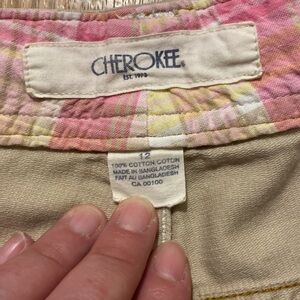 CHEROKEE®
EST. 1973
12
100% COTTON COTON
MADE IN BANGLADESH
FAIT AU BANGLADESH
CA 00100